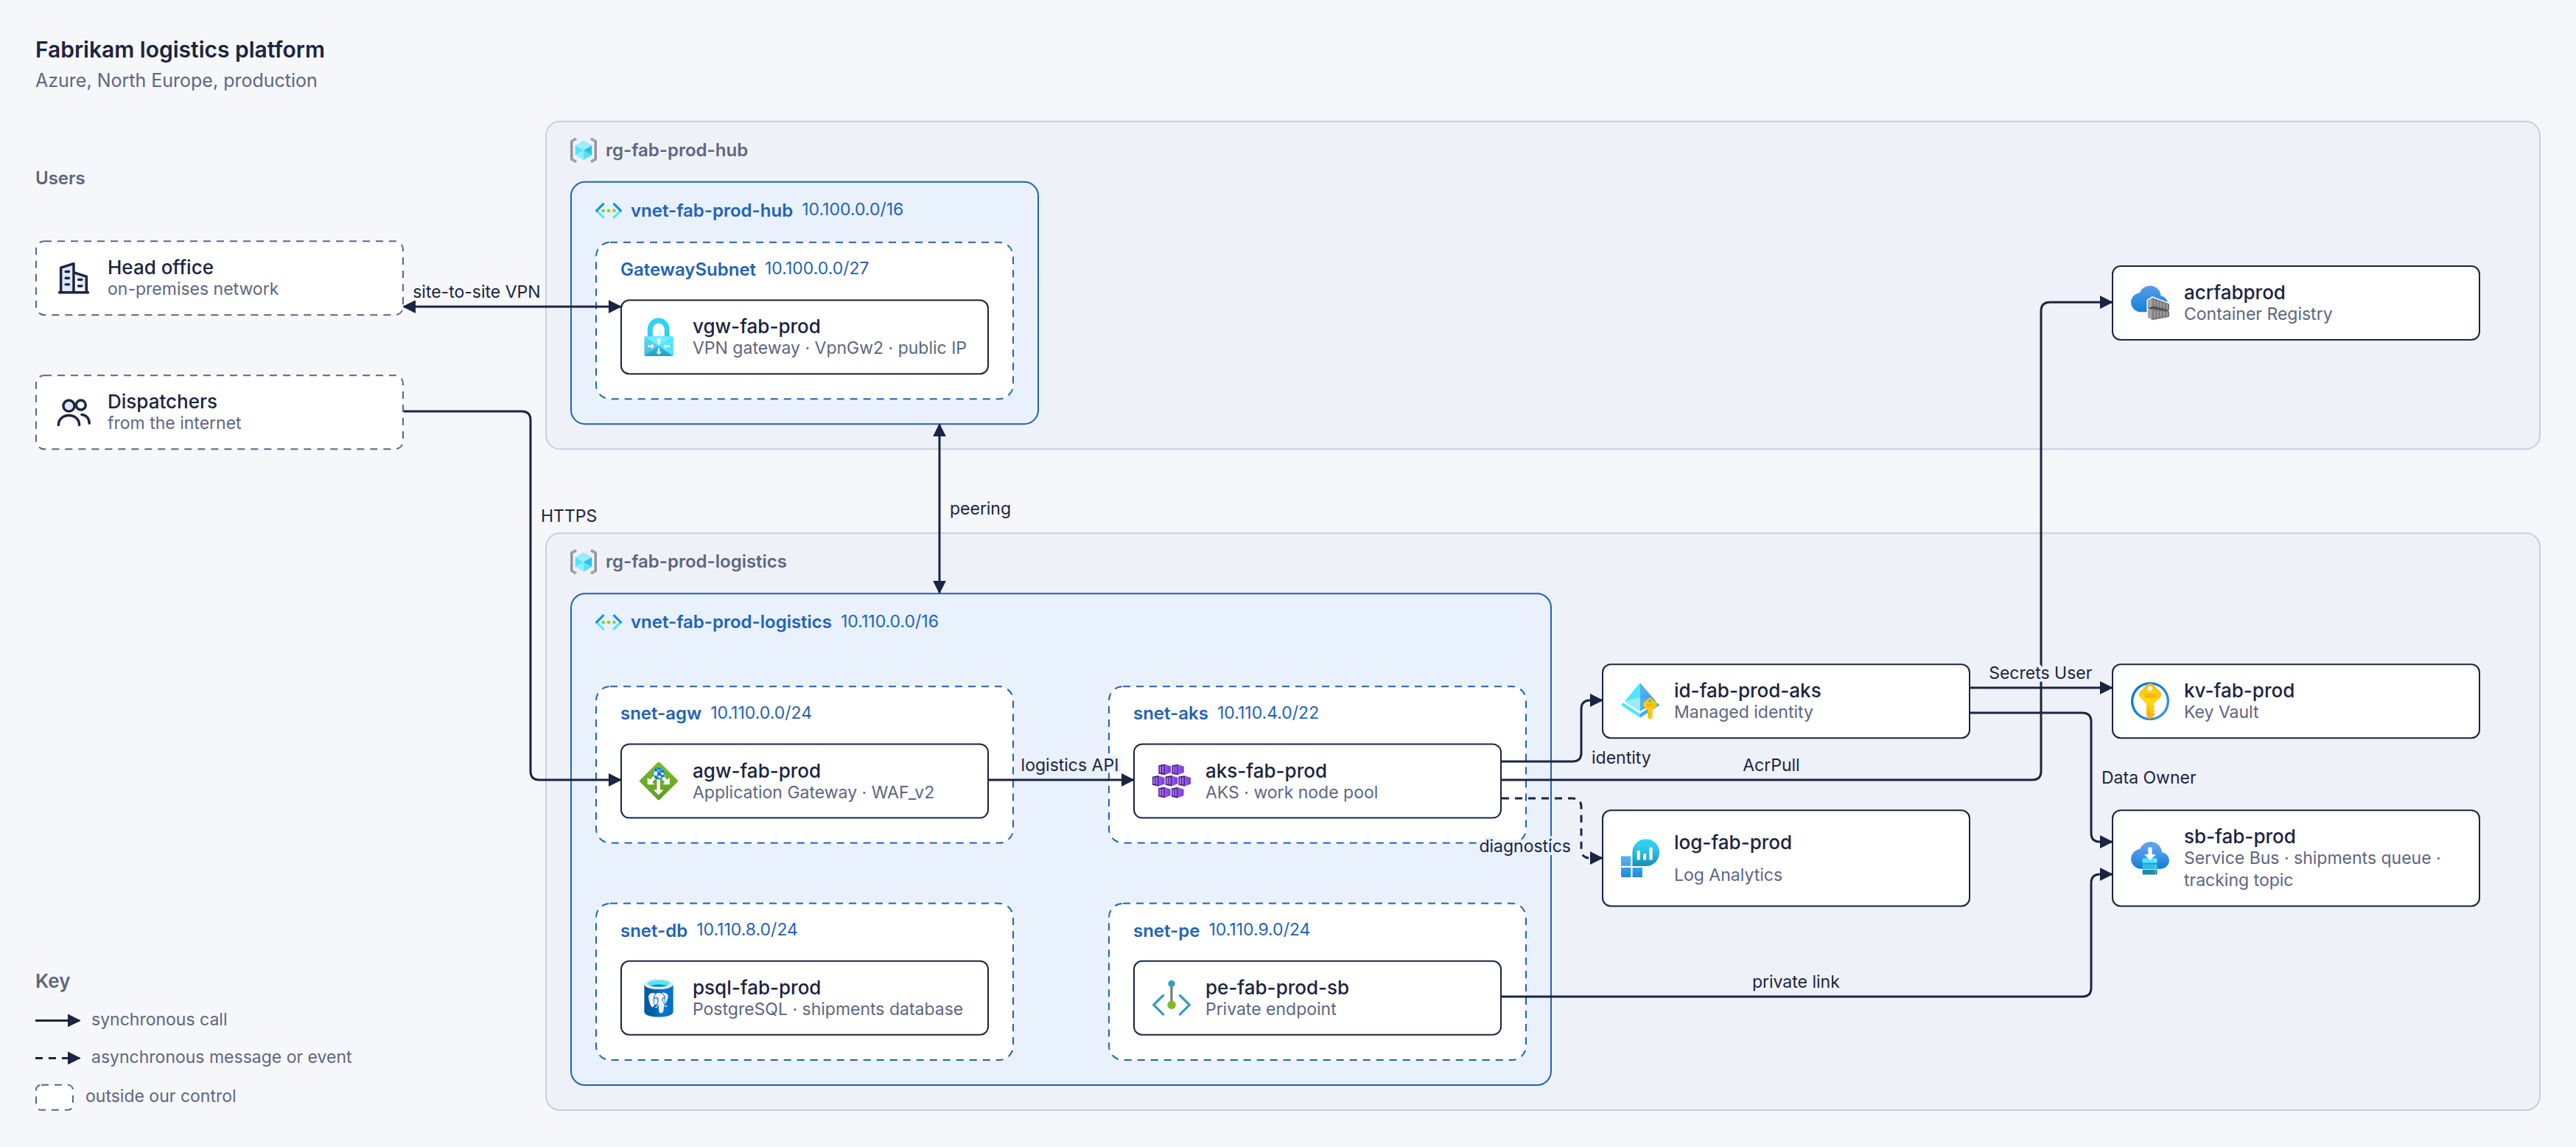 Fabrikam logistics platform
Azure, North Europe, production
Users
Head office
on-premises network
site-to-site VPN
Dispatchers
from the internet
HTTPS
rg-fab-prod-hub
vnet-fab-prod-hub 10.100.0.0/16
GatewaySubnet 10.100.0.0/27
vgw-fab-prod
VPN gateway · VpnGw2 · public IP
acrfabprod
Container Registry
peering
rg-fab-prod-logistics
vnet-fab-prod-logistics 10.110.0.0/16
snet-agw 10.110.0.0/24
agw-fab-prod
Application Gateway · WAF_v2
logistics API
snet-aks 10.110.4.0/22
aks-fab-prod
AKS · work node pool
identity
AcrPull
diagnostics
id-fab-prod-aks
Managed identity
Secrets User
kv-fab-prod
Key Vault
Data Owner
log-fab-prod
Log Analytics
sb-fab-prod
Service Bus · shipments queue ·
tracking topic
snet-db 10.110.8.0/24
psql-fab-prod
PostgreSQL · shipments database
snet-pe 10.110.9.0/24
pe-fab-prod-sb
Private endpoint
private link
Key
synchronous call
asynchronous message or event
outside our control